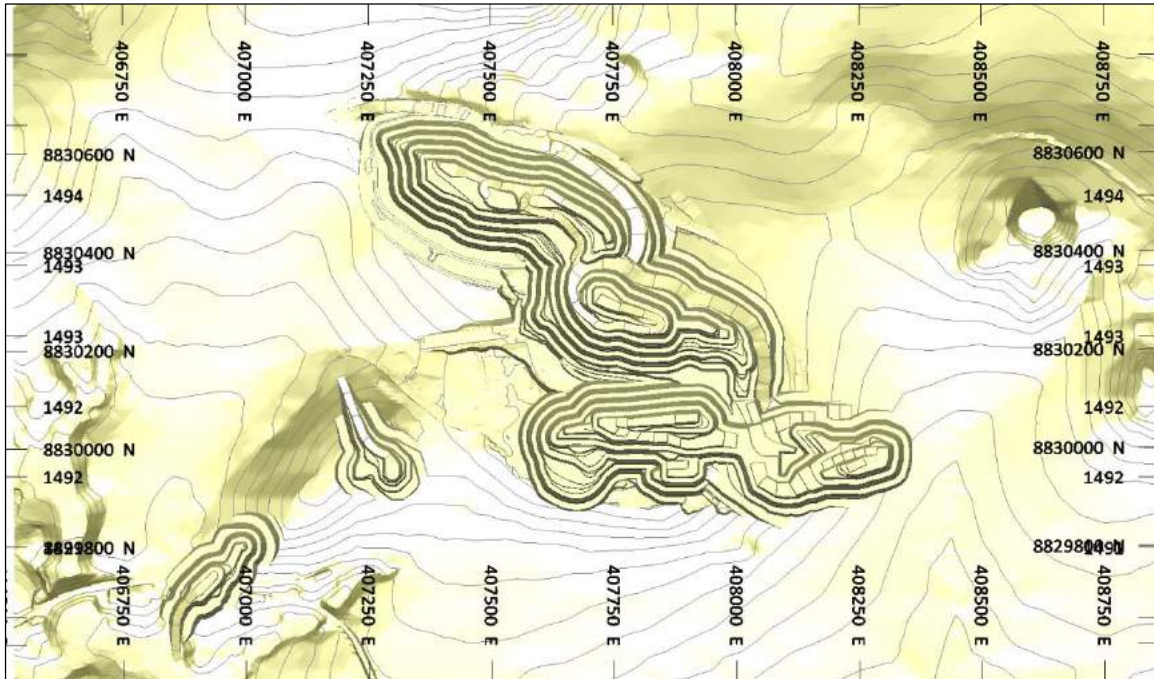 406750 E
407000 E
407250 E
407500 E
407750 E
408000 E
408250 E
408500 E
408750 E
8830600 N
8830600 N
1494
1494
8830400 N
8830400 N
1493
1493
1493
1493
8830200 N
8830200 N
1492
1492
8830000 N
8830000 N
1492
1492
8829800 N
406750 E
407000 E
407250 E
407500 E
407750 E
408000 E
408250 E
408500 E
408750 E